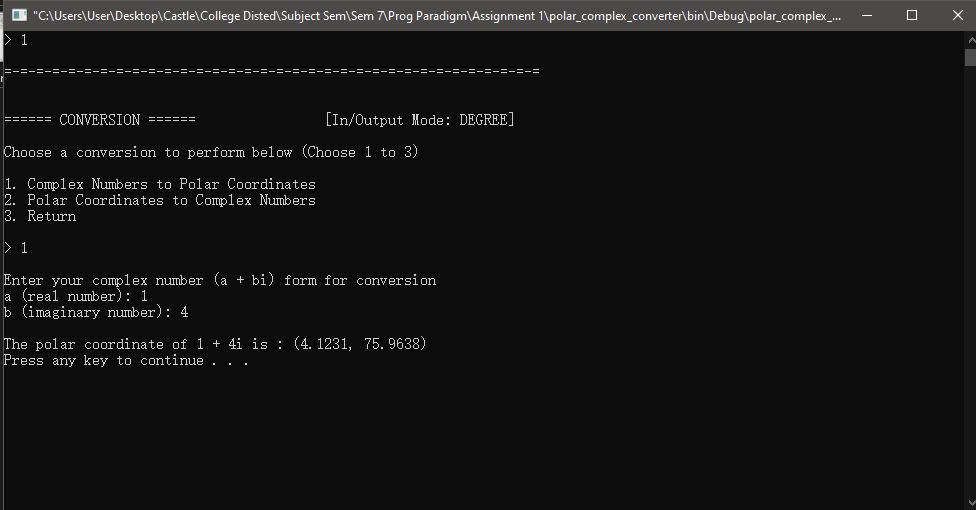 "C:\Users\User\Desktop\Castle\College Disted\Subject Sem\Sem 7\Prog Paradigm\Assignment 1\polar_complex_converter\bin\Debug\polar_complex_...
> 1
=-=-=-=-=-=-=-=-=-=-=-=-=-=-=-=-=-=-=-=-=-=-=-=-=-=-=-=-=-=-=-=-=-=
====== CONVERSION ====== [In/Output Mode: DEGREE]
Choose a conversion to perform below (Choose 1 to 3)
1. Complex Numbers to Polar Coordinates
2. Polar Coordinates to Complex Numbers
3. Return
> 1
Enter your complex number (a + bi) form for conversion
a (real number): 1
b (imaginary number): 4
The polar coordinate of 1 + 4i is : (4.1231, 75.9638)
Press any key to continue . . .